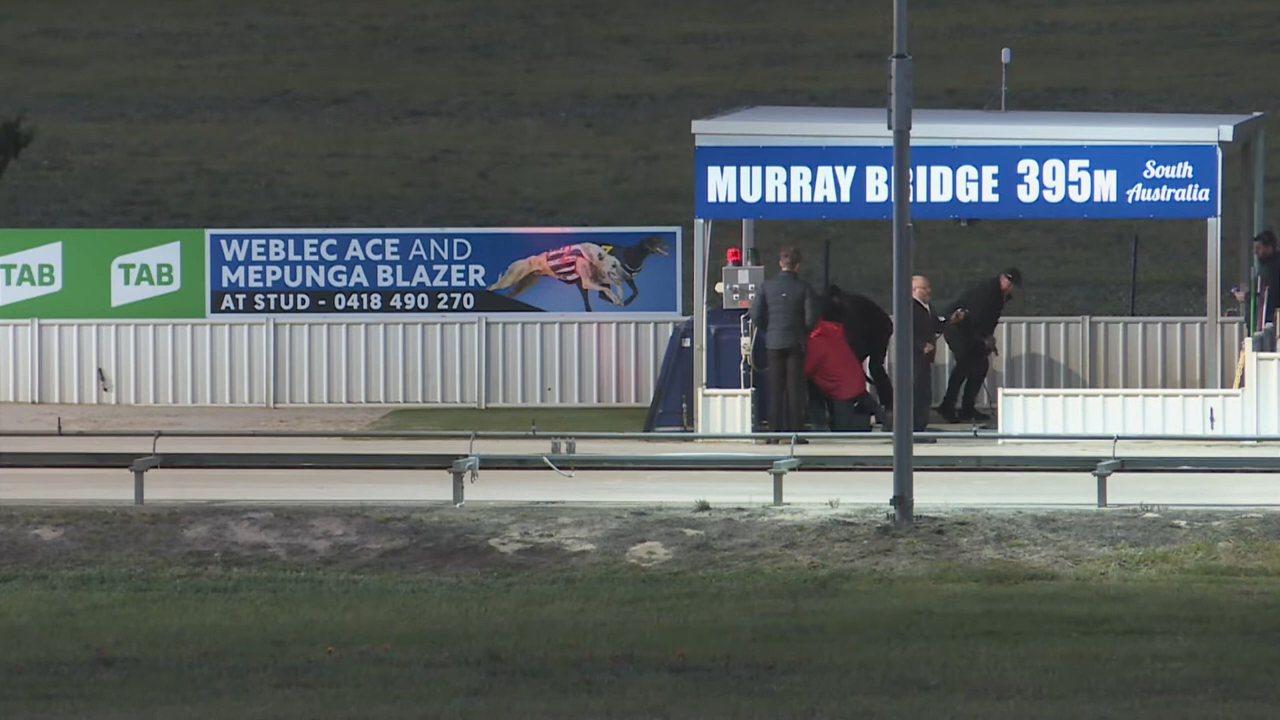 TAB
TAB
WEBLEC ACE AND
MEPUNGA BLAZER
AT STUD - 0418 490 270
MURRAY BRIDGE 395M
South
Australia